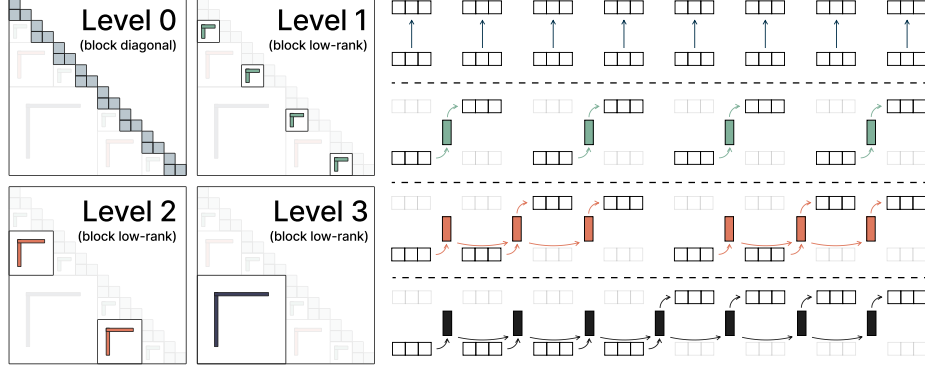 Level 0
(block diagonal)
Level 1
(block low-rank)
Level 2
(block low-rank)
Level 3
(block low-rank)